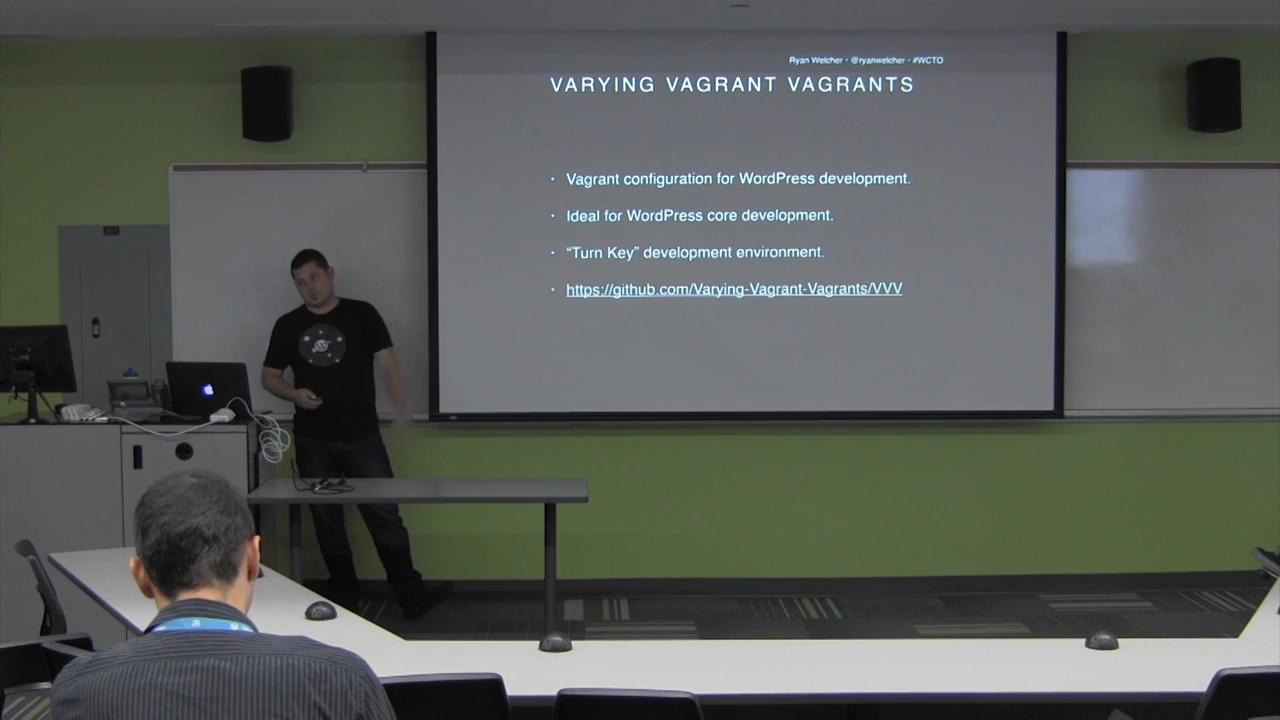 Ryan Welcher - @ryanwelcher - #WCTO
VARYING VAGRANT VAGRANTS
· Vagrant configuration for WordPress development.
· Ideal for WordPress core development.
· “Turn Key” development environment.
· https://github.com/Varying-Vagrant-Vagrants/VVV